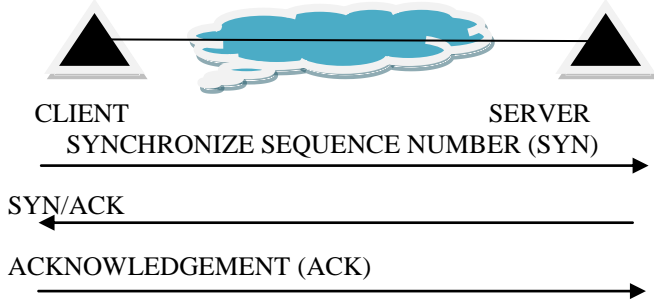 CLIENT SERVER
SYNCHRONIZE SEQUENCE NUMBER (SYN)
SYN/ACK
ACKNOWLEDGEMENT (ACK)